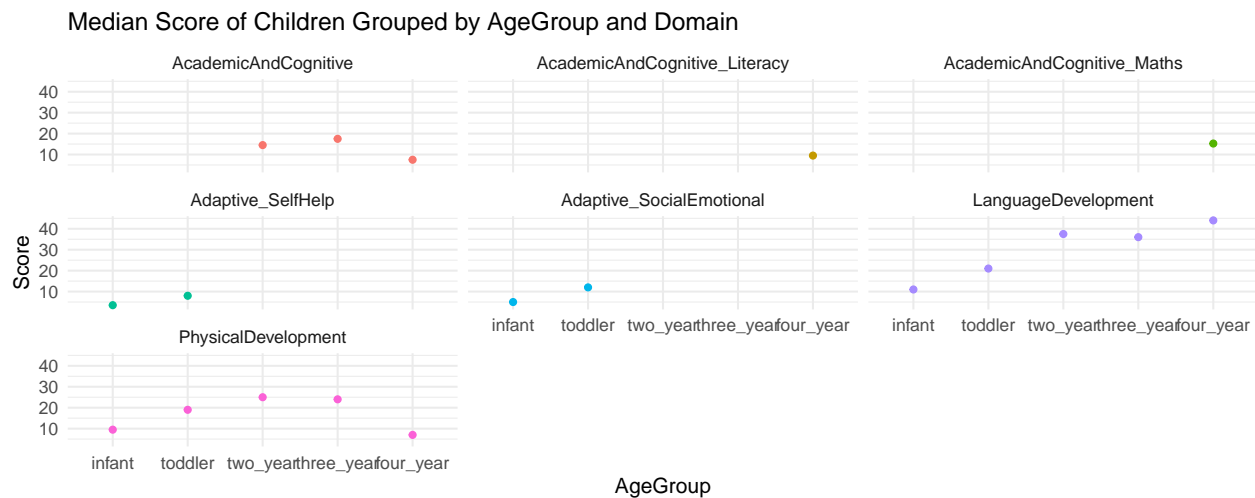 Median Score of Children Grouped by AgeGroup and Domain
AcademicAndCognitive AcademicAndCognitive_Literacy AcademicAndCognitive_Maths
40
30
20
10
Adaptive_SelfHelp Adaptive_SocialEmotional LanguageDevelopment
40
30
20
10
Score
infant toddler two_year three_year four_year infant toddler two_year three_year four_year
PhysicalDevelopment
40
30
20
10
infant toddler two_year three_year four_year
AgeGroup